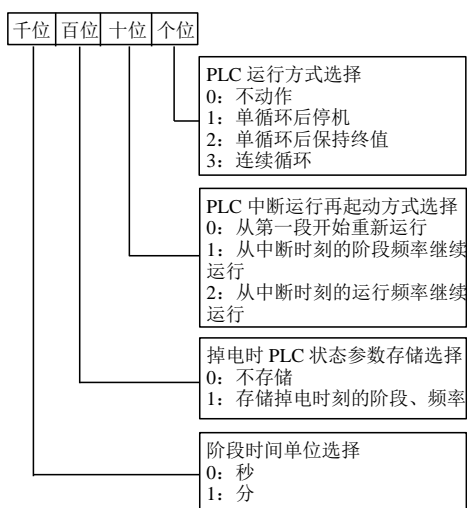 千位 百位 十位 个位
PLC 运行方式选择
0：不动作
1：单循环后停机
2：单循环后保持终值
3：连续循环
PLC 中断运行再起动方式选择
0：从第一段开始重新运行
1：从中断时刻的阶段频率继续
运行
2：从中断时刻的运行频率继续
运行
掉电时 PLC 状态参数存储选择
0：不存储
1：存储掉电时刻的阶段、频率
阶段时间单位选择
0：秒
1：分